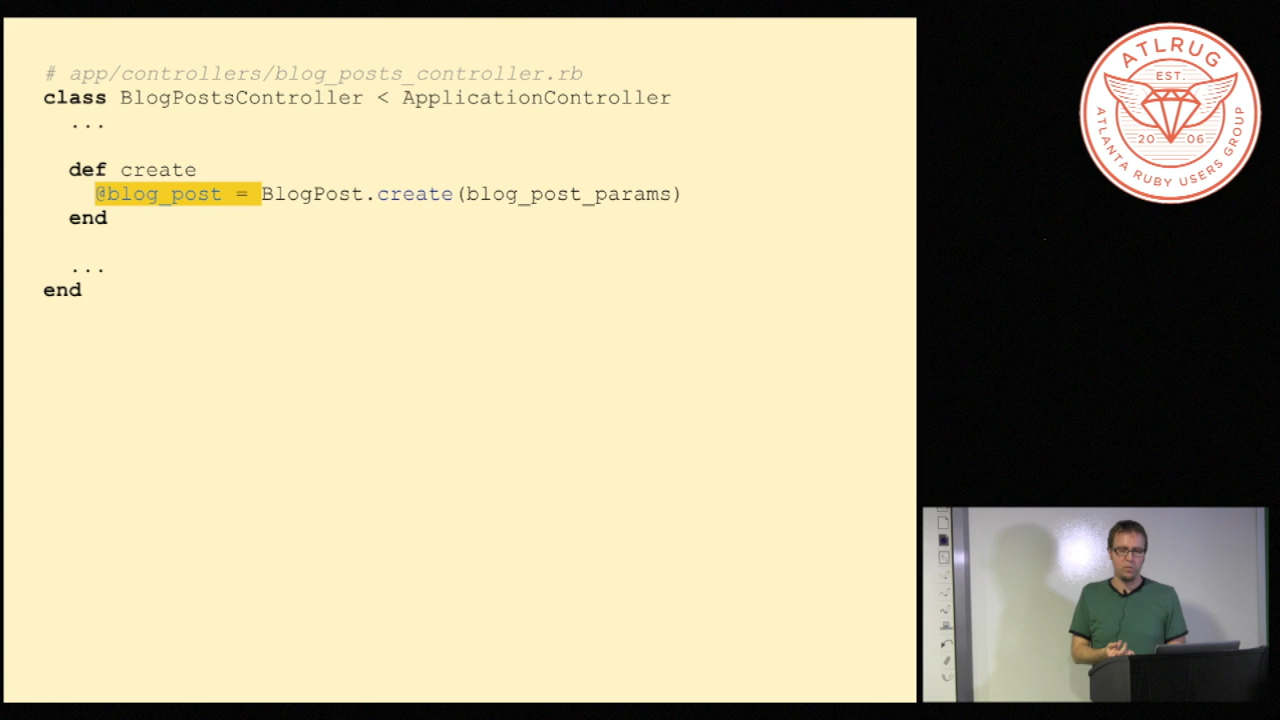 # app/controllers/blog_posts_controller.rb
class BlogPostsController < ApplicationController
...
def create
@blog_post = BlogPost.create(blog_post_params)
end
...
end
ATLRUG
EST.
20 06
ATLANTA RUBY USERS GROUP